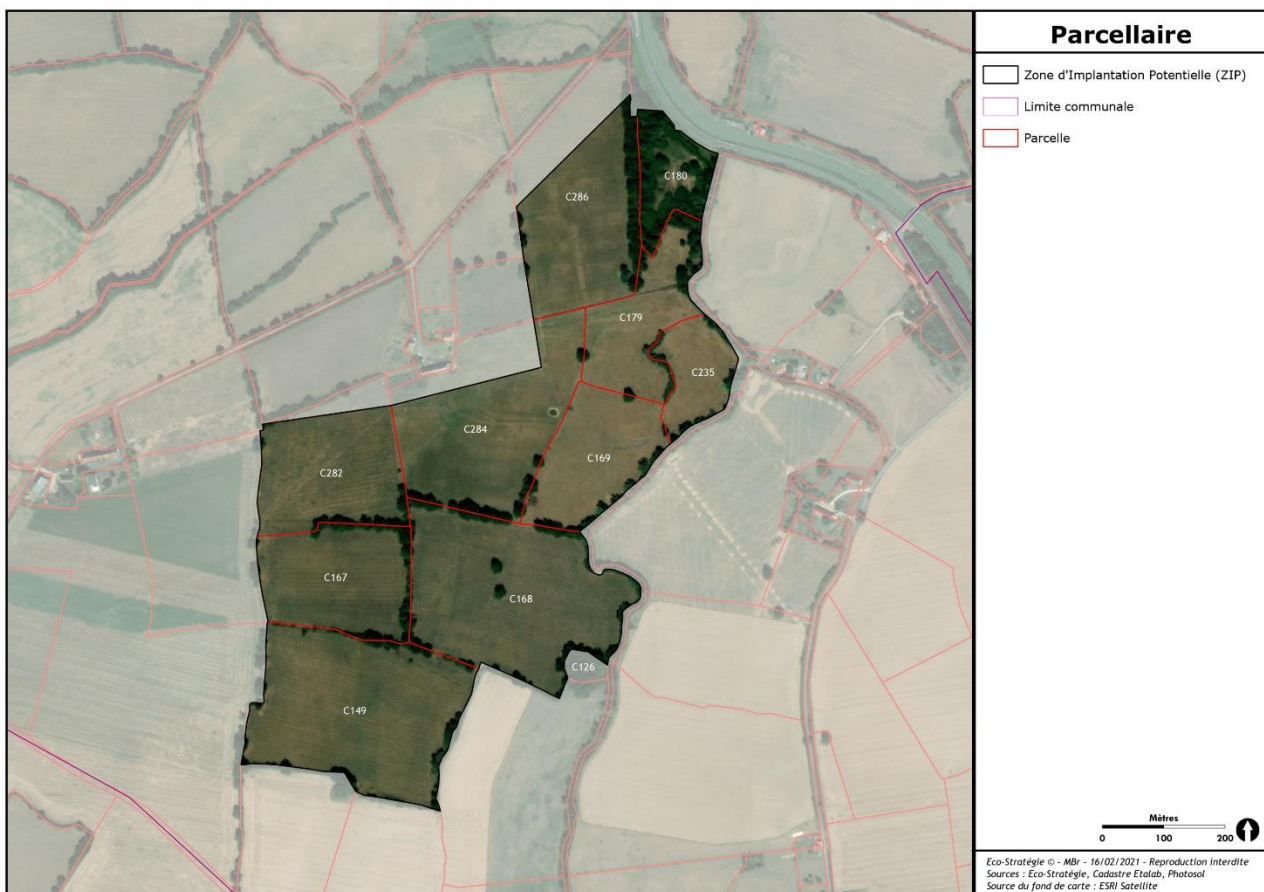 Parcellaire
Zone d'Implantation Potentielle (ZIP)
Limite communale
Parcelle
C180
C286
C179
C235
C284
C169
C282
C167
C168
C126
C149
Mètres
0 100 200
Eco-Stratégie © - MBr - 16/02/2021 - Reproduction interdite
Sources : Eco-Stratégie, Cadastre Etalab, Photosol
Source du fond de carte : ESRI Satellite